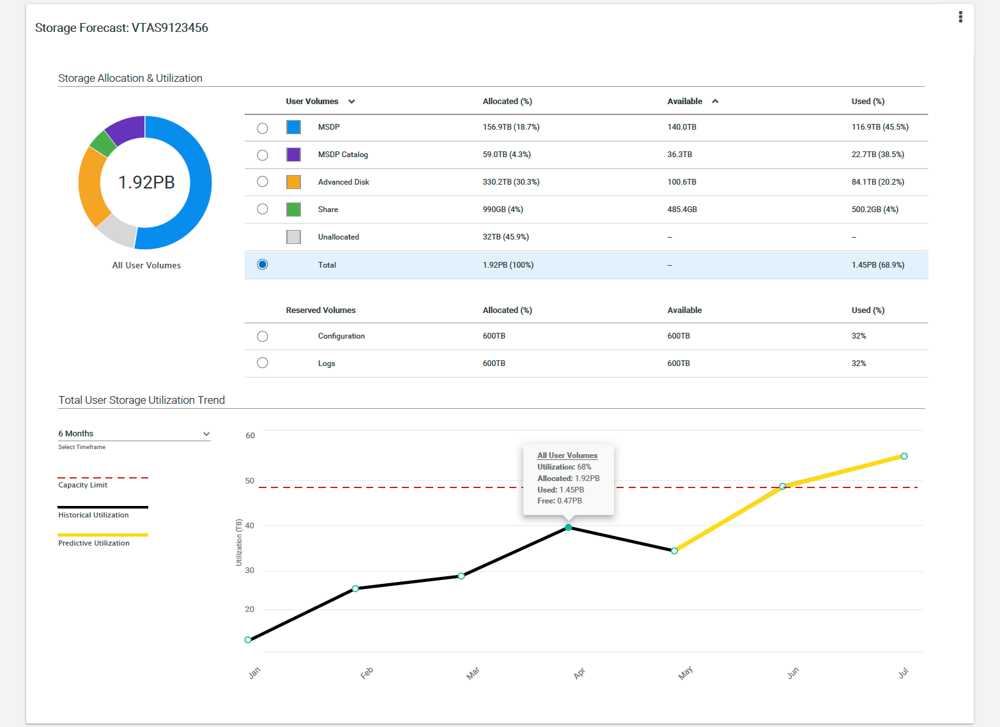 Storage Forecast: VTAS9123456
Storage Allocation & Utilization
User Volumes Allocated (%) Available Used (%)
MSDP 156.9TB (18.7%) 140.0TB 116.9TB (45.5%)
MSDP Catalog 59.0TB (4.3%) 36.3TB 22.7TB (38.5%)
Advanced Disk 330.2TB (30.3%) 100.6TB 84.1TB (20.2%)
Share 990GB (4%) 485.4GB 500.2GB (4%)
Unallocated 32TB (45.9%) -- --
Total 1.92PB (100%) -- 1.45PB (68.9%)
1.92PB
All User Volumes
Reserved Volumes Allocated (%) Available Used (%)
Configuration 600TB 600TB 32%
Logs 600TB 600TB 32%
Total User Storage Utilization Trend
6 Months
Select Timeframe
Capacity Limit
Historical Utilization
Predictive Utilization
Utilization (TB)
60
50
40
30
20
All User Volumes
Utilization: 68%
Allocated: 1.92PB
Used: 1.45PB
Free: 0.47PB
Jan Feb Mar Apr May Jun Jul